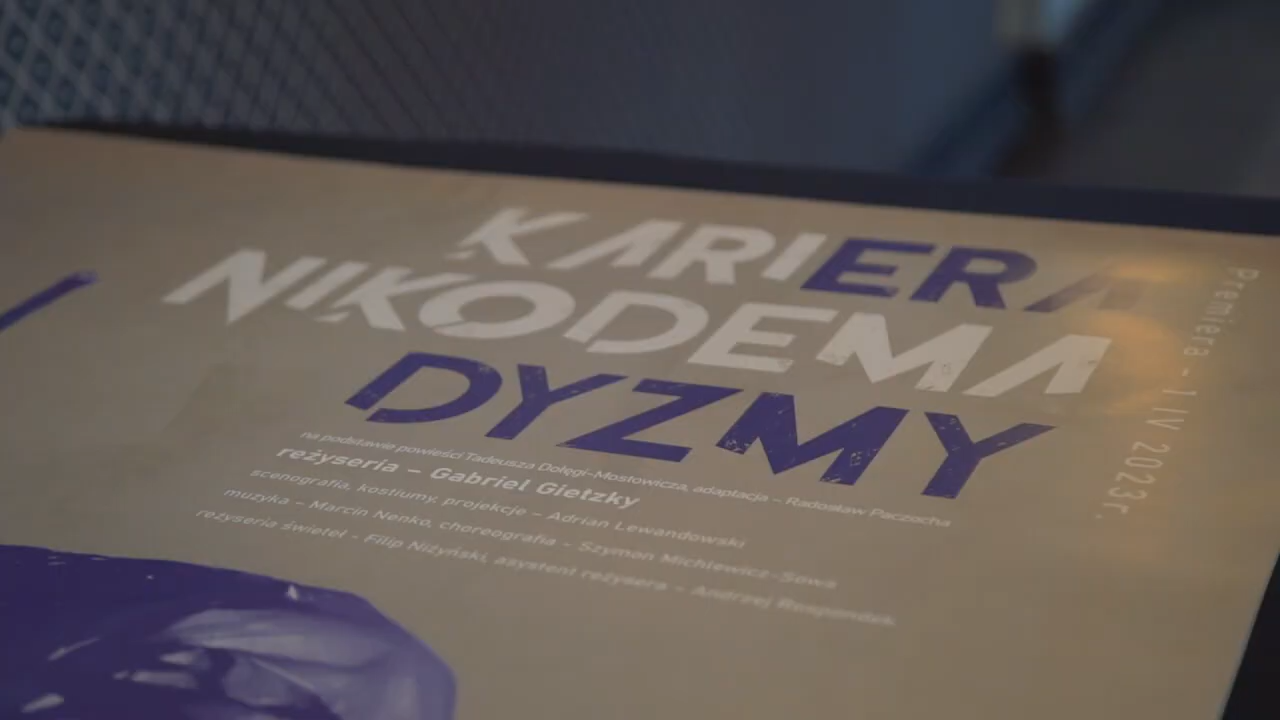 KARIERA
NIKODEMA
DYZMY
na podstawie powieści Tadeusza Dołęgi-Mostowicza, adaptacja – Radosław Paczocha
reżyseria – Gabriel Gietzky
scenografia, kostiumy, projekcje – Adrian Lewandowski
muzyka – Marcin Nenko, choreografia – Szymon Michlewicz-Sowa
reżyseria świateł - Filip Niżyński, asystent reżysera – Andrzej
Premiera - 1 IV 2023r.